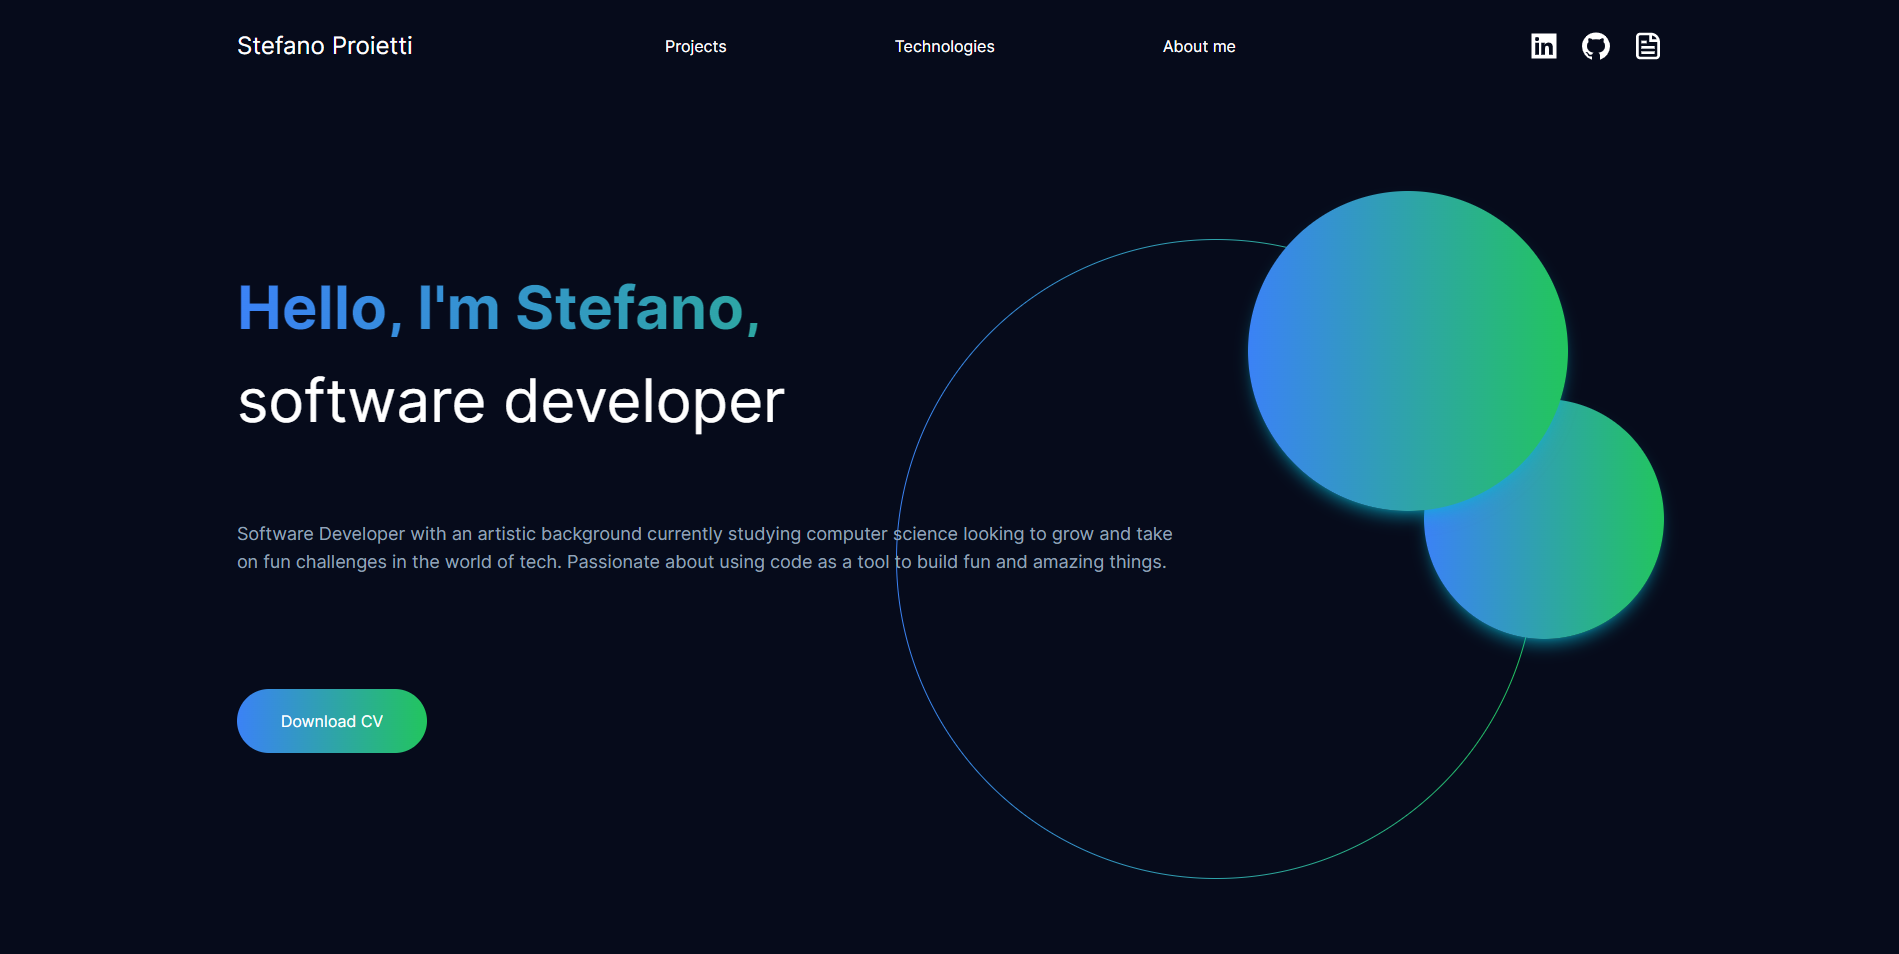 Stefano Proietti
Projects
Technologies
About me
in
Hello, I'm Stefano,
software developer
Software Developer with an artistic background currently studying computer science looking to grow and take
on fun challenges in the world of tech. Passionate about using code as a tool to build fun and amazing things.
Download CV